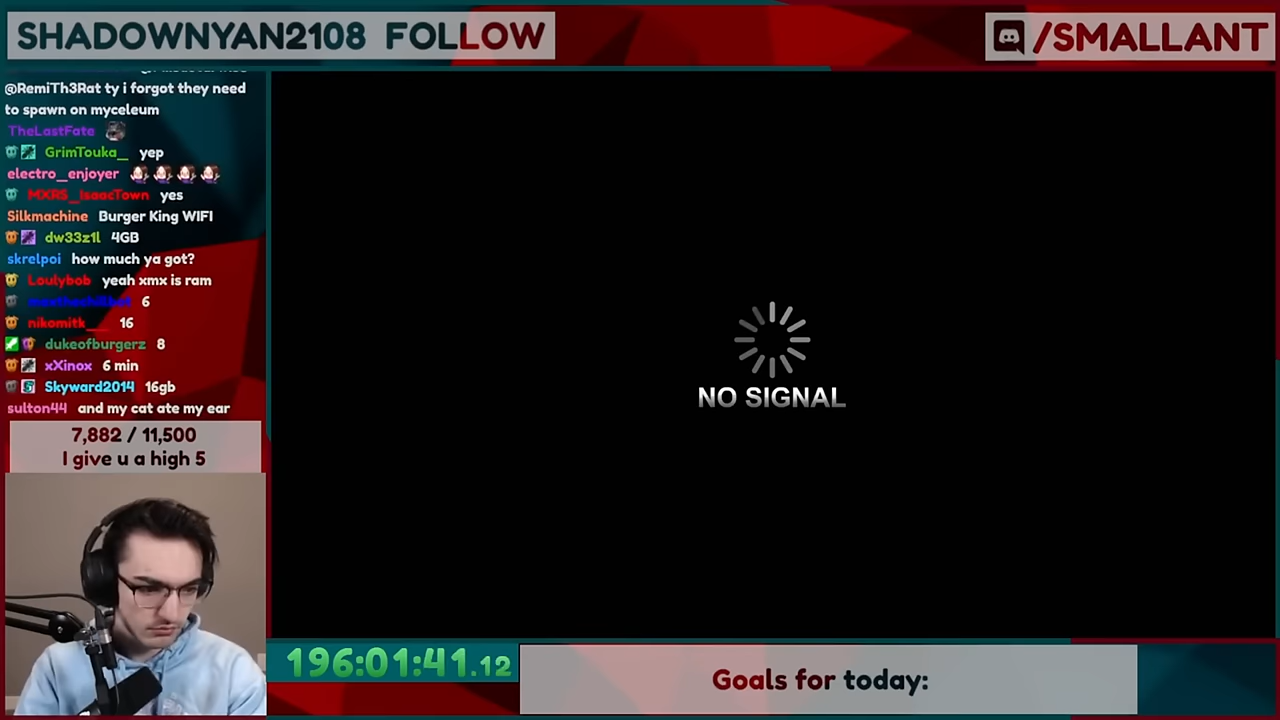 SHADOWNYAN2108 FOLLOW
/SMALLANT
@RemiTh3Rat ty i forgot they need
to spawn on myceleum
TheLastFate
GrimTouka_ yep
electro_enjoyer
MXRS_IsaacTown yes
Silkmachine Burger King WIFI
dw33z1l 4GB
skrelpoi how much ya got?
Loulybob yeah xmx is ram
6
nikomitk___ 16
dukeofburgerz 8
xXinox 6 min
Skyward2014 16gb
sulton44 and my cat ate my ear
7,882 / 11,500
I give u a high 5
NO SIGNAL
196:01:41.12
Goals for today: